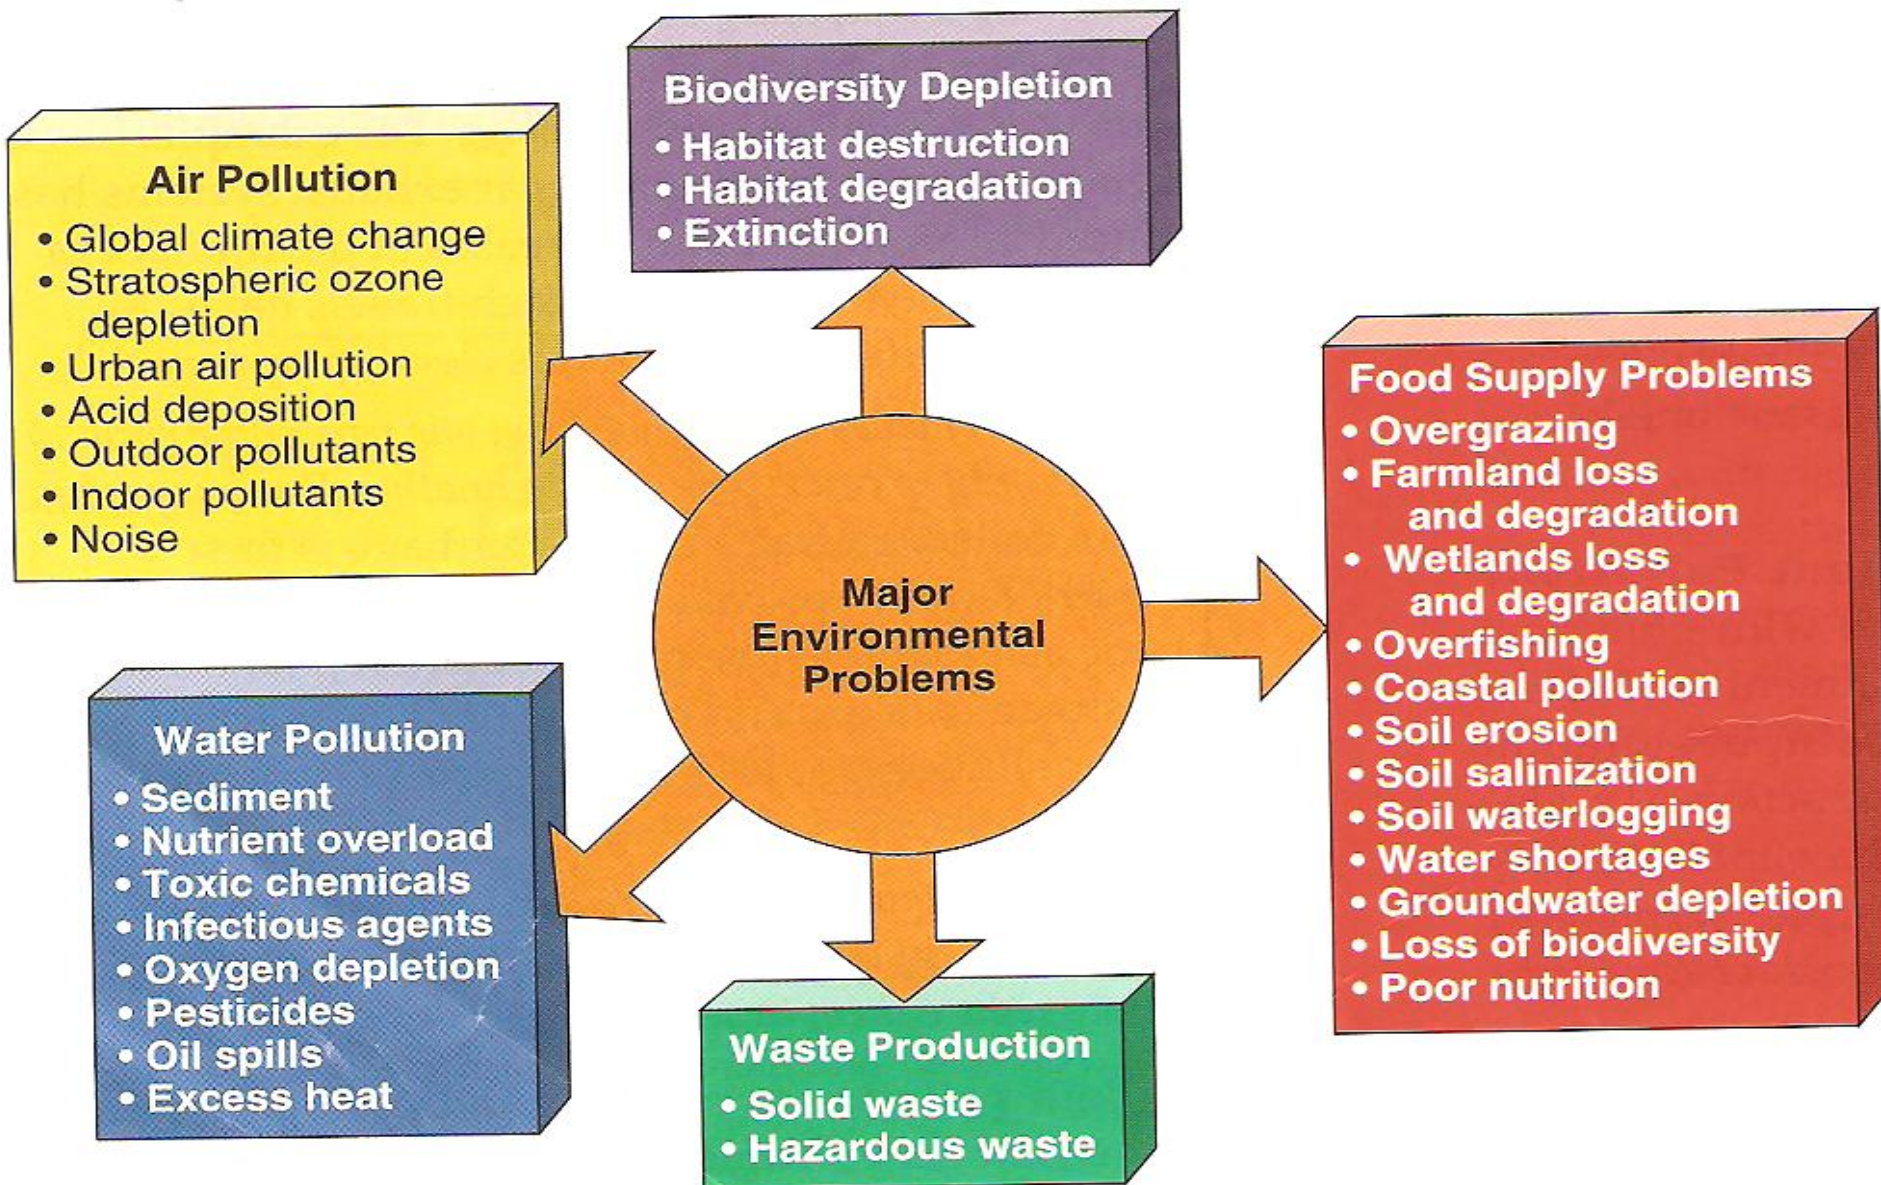 Biodiversity Depletion
• Habitat destruction
• Habitat degradation
• Extinction
Air Pollution
• Global climate change
• Stratospheric ozone
depletion
• Urban air pollution
• Acid deposition
• Outdoor pollutants
• Indoor pollutants
• Noise
Major
Environmental
Problems
Food Supply Problems
• Overgrazing
• Farmland loss
and degradation
• Wetlands loss
and degradation
• Overfishing
• Coastal pollution
• Soil erosion
• Soil salinization
• Soil waterlogging
• Water shortages
• Groundwater depletion
• Loss of biodiversity
• Poor nutrition
Water Pollution
• Sediment
• Nutrient overload
• Toxic chemicals
• Infectious agents
• Oxygen depletion
• Pesticides
• Oil spills
• Excess heat
Waste Production
• Solid waste
• Hazardous waste